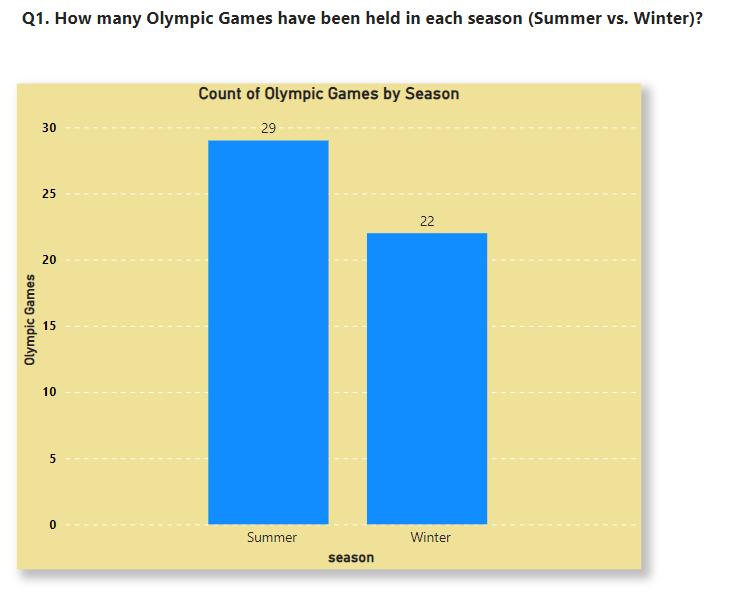 Q1. How many Olympic Games have been held in each season (Summer vs. Winter)?
Count of Olympic Games by Season
30
25
20
15
10
5
0
Olympic Games
29
22
Summer
Winter
season